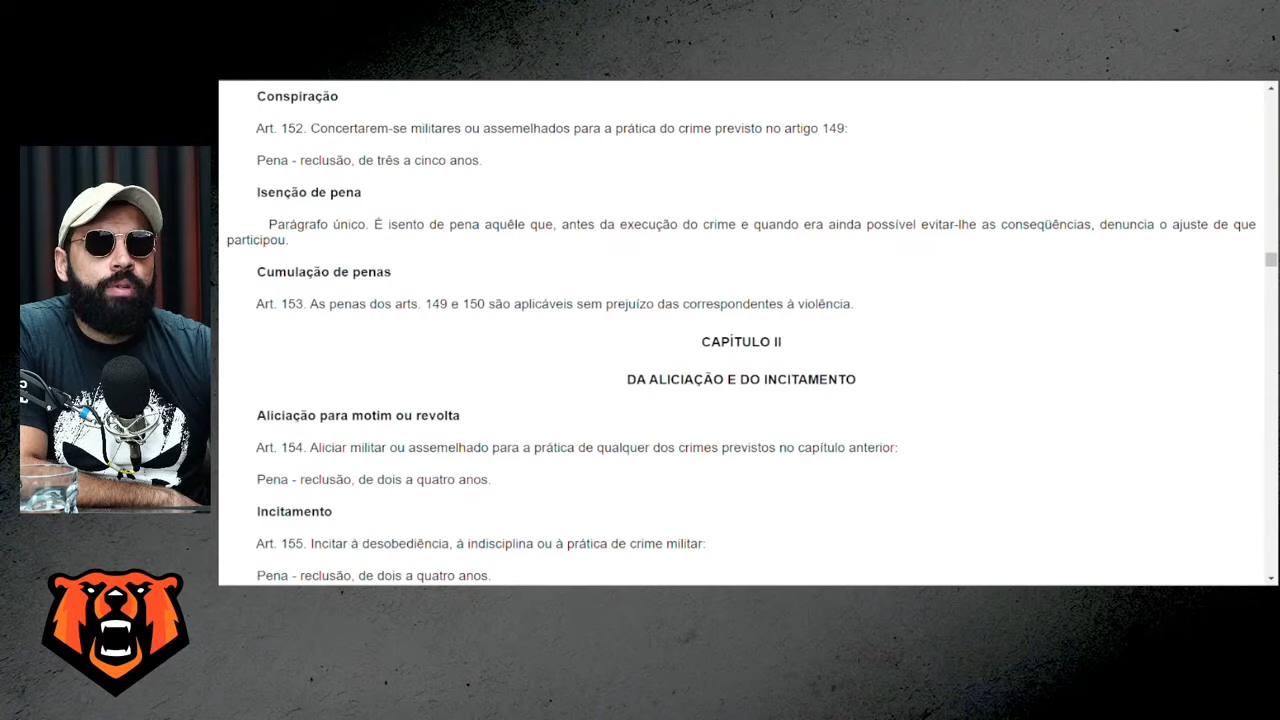 Conspiração
Art. 152. Concertarem-se militares ou assemelhados para a prática do crime previsto no artigo 149:
Pena - reclusão, de três a cinco anos.
Isenção de pena
Parágrafo único. É isento de pena aquêle que, antes da execução do crime e quando era ainda possível evitar-lhe as conseqüências, denuncia o ajuste de que
participou.
Cumulação de penas
Art. 153. As penas dos arts. 149 e 150 são aplicáveis sem prejuízo das correspondentes à violência.
CAPÍTULO II
DA ALICIAÇÃO E DO INCITAMENTO
Aliciação para motim ou revolta
Art. 154. Aliciar militar ou assemelhado para a prática de qualquer dos crimes previstos no capítulo anterior:
Pena - reclusão, de dois a quatro anos.
Incitamento
Art. 155. Incitar à desobediência, à indisciplina ou à prática de crime militar:
Pena - reclusão, de dois a quatro anos.